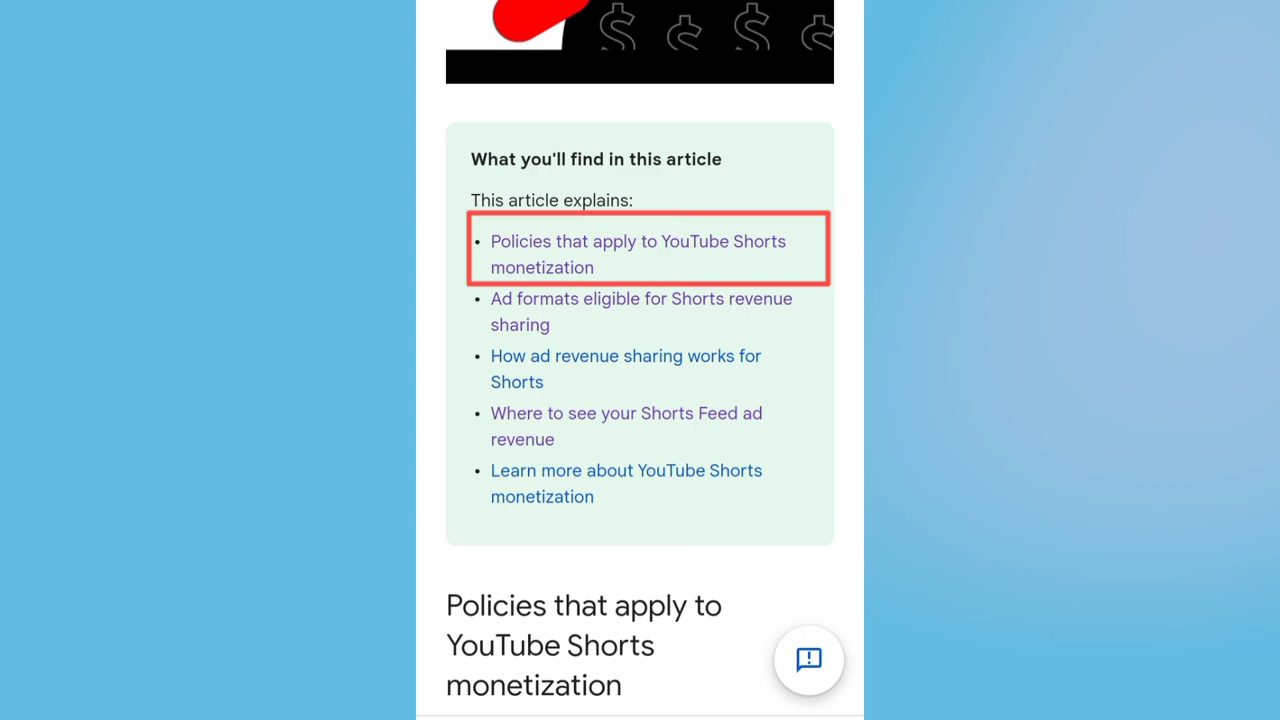 What you'll find in this article
This article explains:
• Policies that apply to YouTube Shorts
monetization
• Ad formats eligible for Shorts revenue
sharing
• How ad revenue sharing works for
Shorts
• Where to see your Shorts Feed ad
revenue
• Learn more about YouTube Shorts
monetization
Policies that apply to
YouTube Shorts
monetization